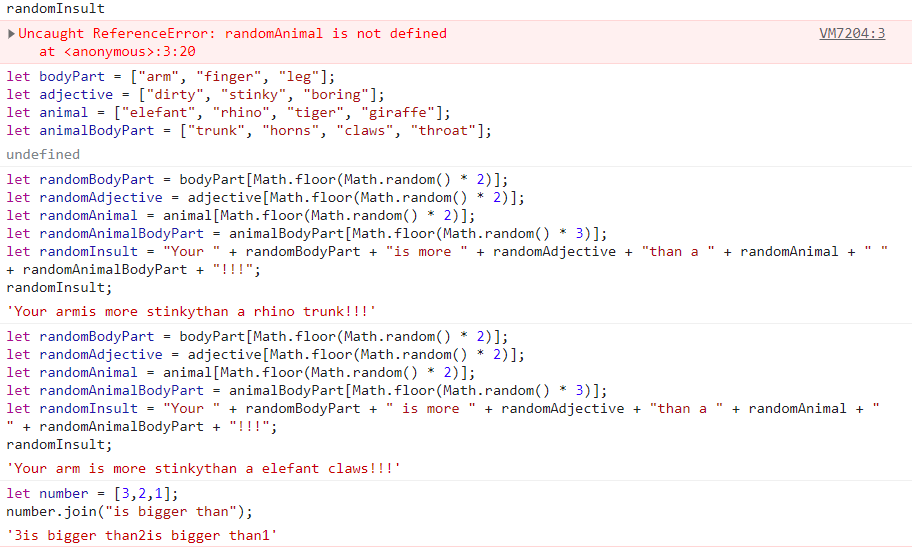 randomInsult
▶Uncaught ReferenceError: randomAnimal is not defined VM7204:3
at <anonymous>:3:20
let bodyPart = ["arm", "finger", "leg"];
let adjective = ["dirty", "stinky", "boring"];
let animal = ["elefant", "rhino", "tiger", "giraffe"];
let animalBodyPart = ["trunk", "horns", "claws", "throat"];
undefined
let randomBodyPart = bodyPart[Math.floor(Math.random() * 2)];
let randomAdjective = adjective[Math.floor(Math.random() * 2)];
let randomAnimal = animal[Math.floor(Math.random() * 2)];
let randomAnimalBodyPart = animalBodyPart[Math.floor(Math.random() * 3)];
let randomInsult = "Your " + randomBodyPart + "is more " + randomAdjective + "than a " + randomAnimal + " "
+ randomAnimalBodyPart + "!!!";
randomInsult;
'Your armis more stinkythan a rhino trunk!!!'
let randomBodyPart = bodyPart[Math.floor(Math.random() * 2)];
let randomAdjective = adjective[Math.floor(Math.random() * 2)];
let randomAnimal = animal[Math.floor(Math.random() * 2)];
let randomAnimalBodyPart = animalBodyPart[Math.floor(Math.random() * 3)];
let randomInsult = "Your " + randomBodyPart + " is more " + randomAdjective + "than a " + randomAnimal + "
" + randomAnimalBodyPart + "!!!";
randomInsult;
'Your arm is more stinkythan a elefant claws!!!'
let number = [3,2,1];
number.join("is bigger than");
'3is bigger than2is bigger than1'